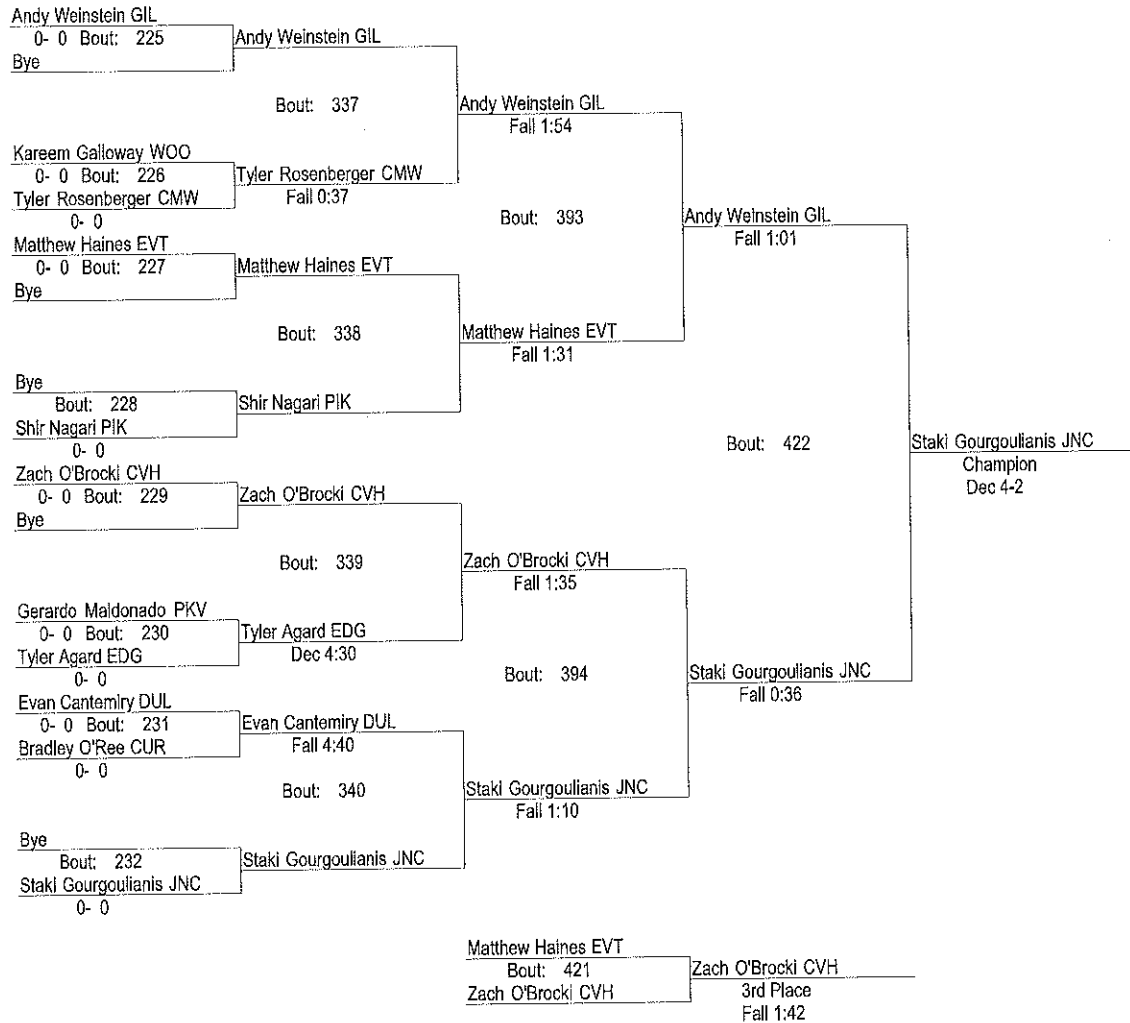 Andy Weinstein GIL
0- 0 Bout: 225
Bye
Andy Weinstein GIL
Bout: 337
Kareem Galloway WOO
0- 0 Bout: 226
Tyler Rosenberger CMW
0- 0
Tyler Rosenberger CMW
Fall 0:37
Andy Weinstein GIL
Fall 1:54
Bout: 393
Matthew Haines EVT
0- 0 Bout: 227
Bye
Matthew Haines EVT
Bout: 338
Bye
Bout: 228
Shir Nagari PIK
0- 0
Shir Nagari PIK
Matthew Haines EVT
Fall 1:31
Andy Weinstein GIL
Fall 1:01
Bout: 422
Zach O'Brocki CVH
0- 0 Bout: 229
Bye
Zach O'Brocki CVH
Bout: 339
Gerardo Maldonado PKV
0- 0 Bout: 230
Tyler Agard EDG
0- 0
Tyler Agard EDG
Dec 4:30
Zach O'Brocki CVH
Fall 1:35
Bout: 394
Evan Cantemiry DUL
0- 0 Bout: 231
Bradley O'Ree CUR
0- 0
Evan Cantemiry DUL
Fall 4:40
Bout: 340
Bye
Bout: 232
Staki Gourgoulianis JNC
0- 0
Staki Gourgoulianis JNC
Staki Gourgoulianis JNC
Fall 1:10
Staki Gourgoulianis JNC
Fall 0:36
Staki Gourgoulianis JNC
Champion
Dec 4-2
Matthew Haines EVT
Bout: 421
Zach O'Brocki CVH
Zach O'Brocki CVH
3rd Place
Fall 1:42